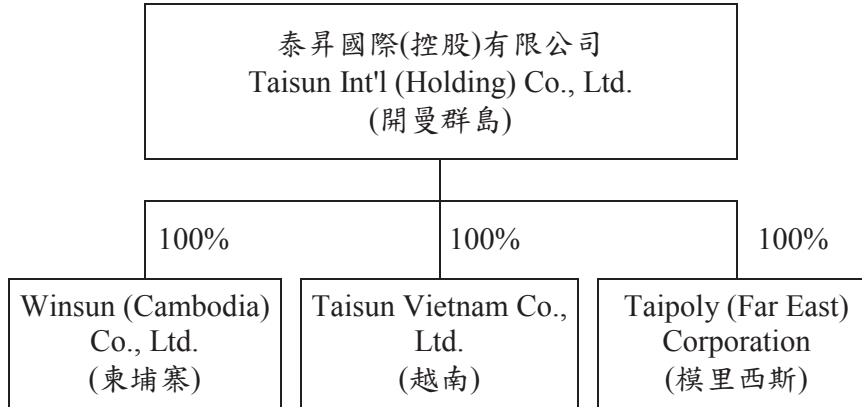 泰昇國際(控股)有限公司
Taisun Int'l (Holding) Co., Ltd.
(開曼群島)
100%
100%
100%
Winsun (Cambodia)
Co., Ltd.
(柬埔寨)
Taisun Vietnam Co.,
Ltd.
(越南)
Taipoly (Far East)
Corporation
(模里西斯)